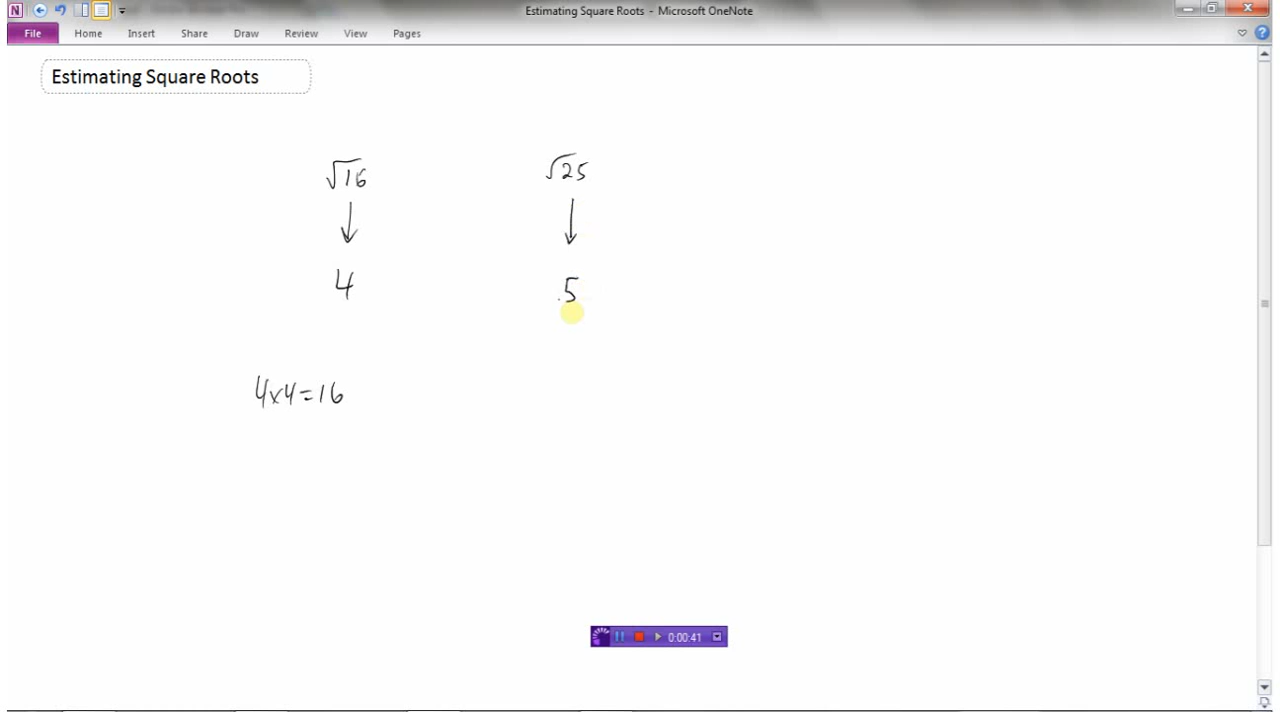 Estimating Square Roots - Microsoft OneNote
File Home Insert Share Draw Review View Pages
Estimating Square Roots
√16 √25
↓ ↓
4 5
4x4=16
0:00:41